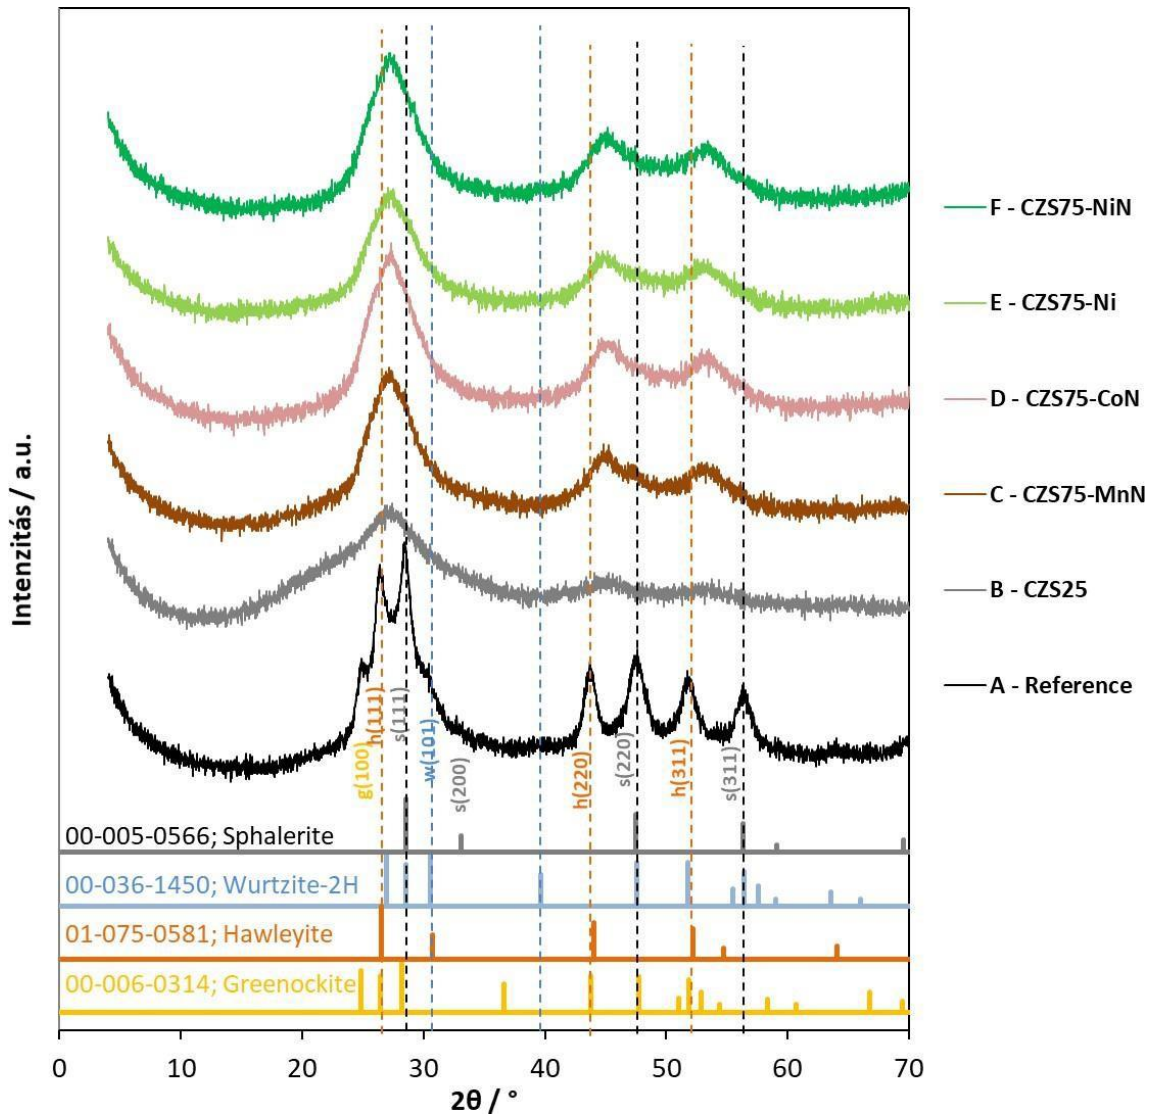 Intenzitás / a.u.
F - CZS75-NiN
E - CZS75-Ni
D - CZS75-CoN
C - CZS75-MnN
B - CZS25
A - Reference
g(100)
h(111)
s(111)
w(101)
s(200)
h(220)
s(220)
h(311)
s(311)
00-005-0566; Sphalerite
00-036-1450; Wurtzite-2H
01-075-0581; Hawleyite
00-006-0314; Greenockite
0 10 20 30 40 50 60 70
2θ / °